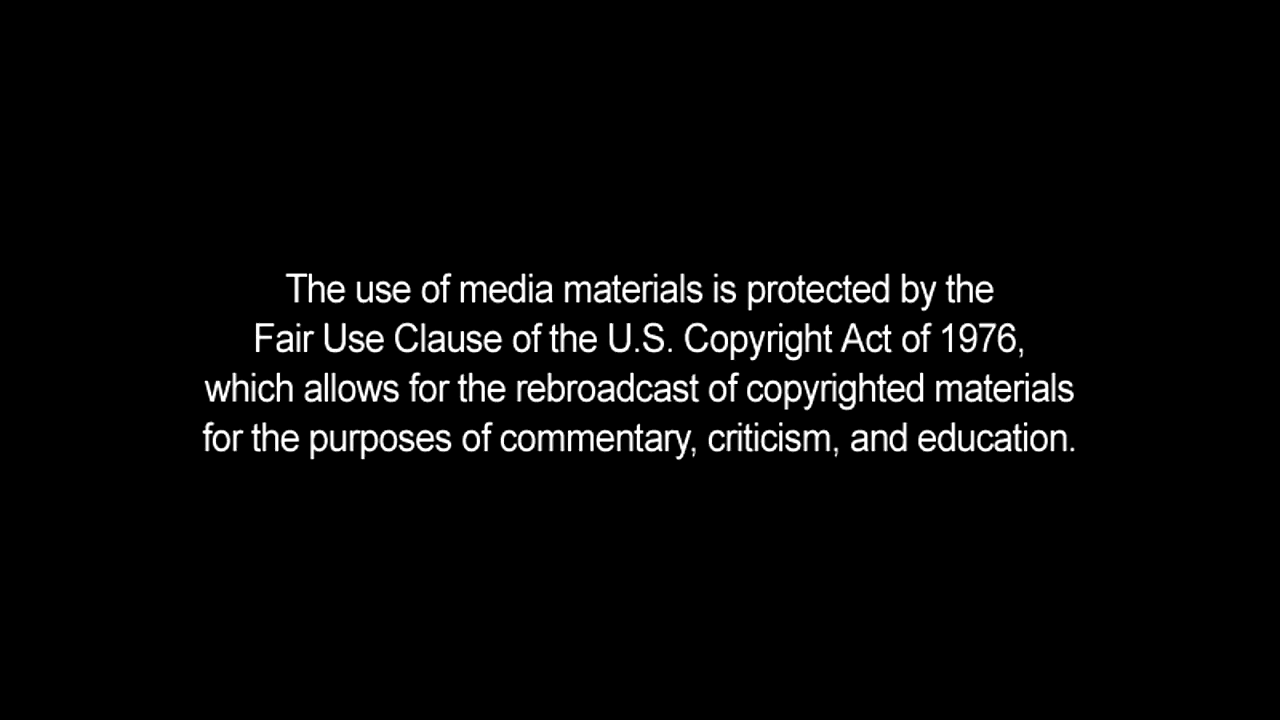 The use of media materials is protected by the
Fair Use Clause of the U.S. Copyright Act of 1976,
which allows for the rebroadcast of copyrighted materials
for the purposes of commentary, criticism, and education.